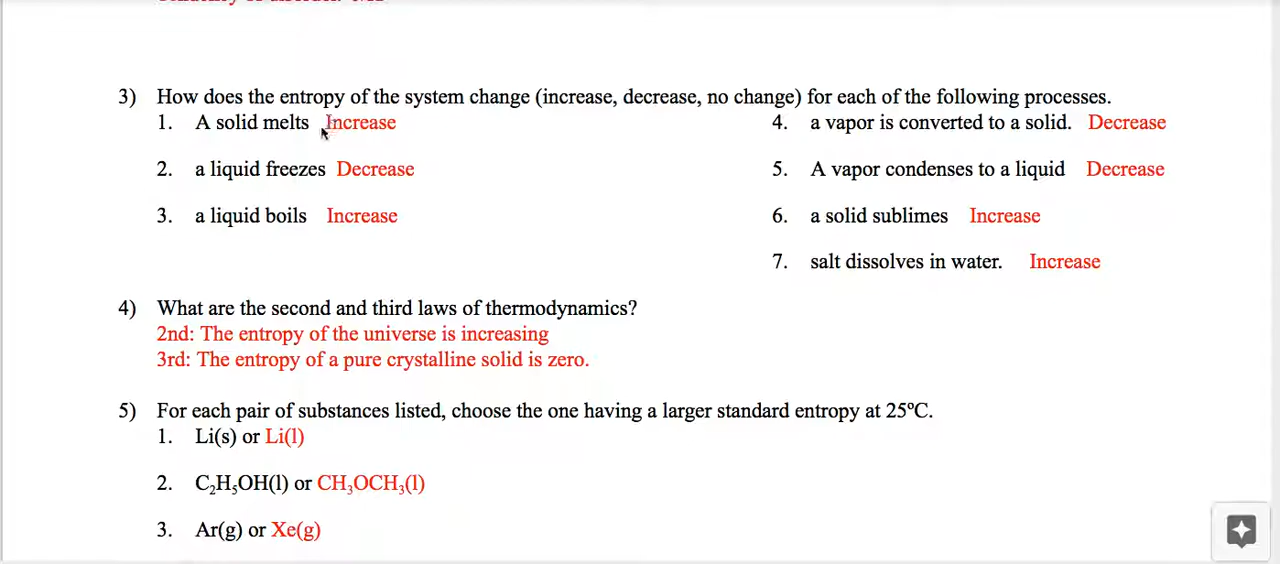 3) How does the entropy of the system change (increase, decrease, no change) for each of the following processes.
1. A solid melts Increase
2. a liquid freezes Decrease
3. a liquid boils Increase
4. a vapor is converted to a solid. Decrease
5. A vapor condenses to a liquid Decrease
6. a solid sublimes Increase
7. salt dissolves in water. Increase
4) What are the second and third laws of thermodynamics?
2nd: The entropy of the universe is increasing
3rd: The entropy of a pure crystalline solid is zero.
5) For each pair of substances listed, choose the one having a larger standard entropy at 25ºC.
1. Li(s) or Li(l)
2. C₂H₅OH(l) or CH₃OCH₃(l)
3. Ar(g) or Xe(g)